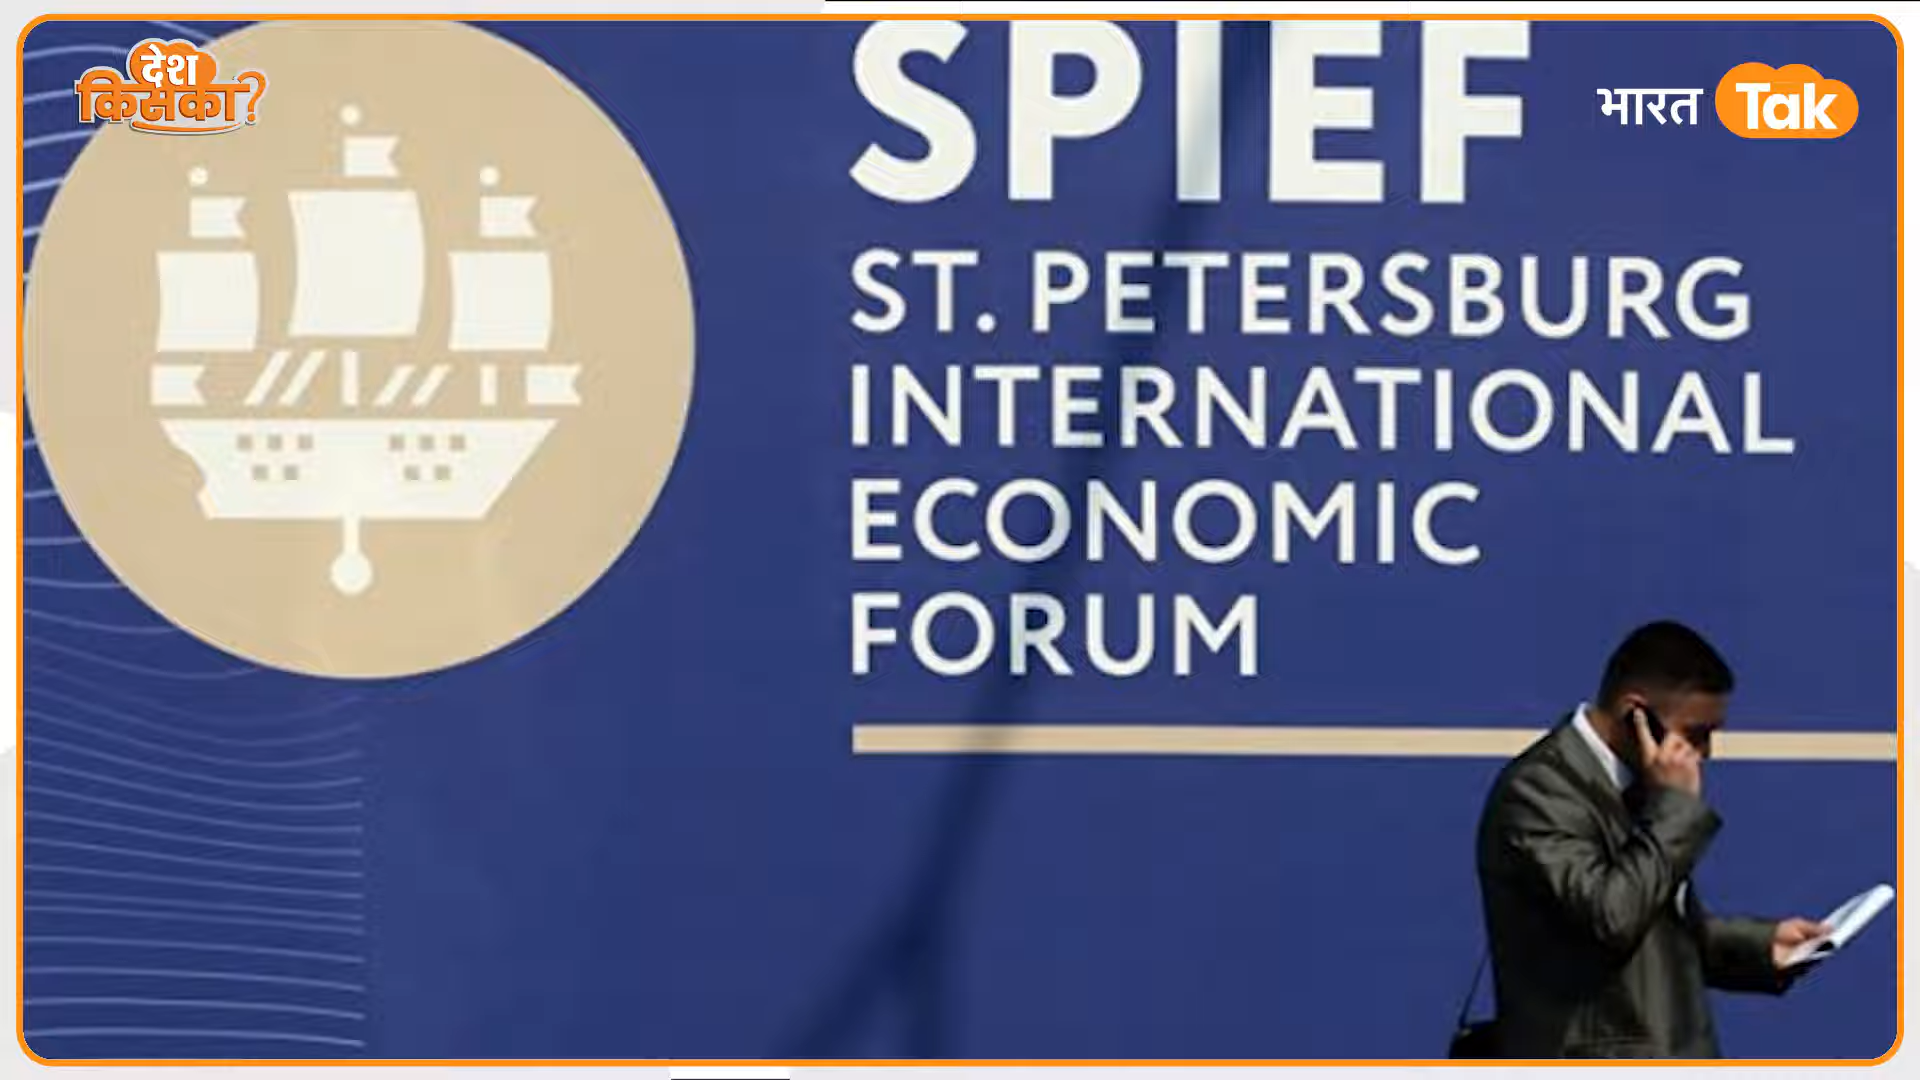 देश
किसका?
भारत Tak
SPIEF
ST. PETERSBURG
INTERNATIONAL
ECONOMIC
FORUM